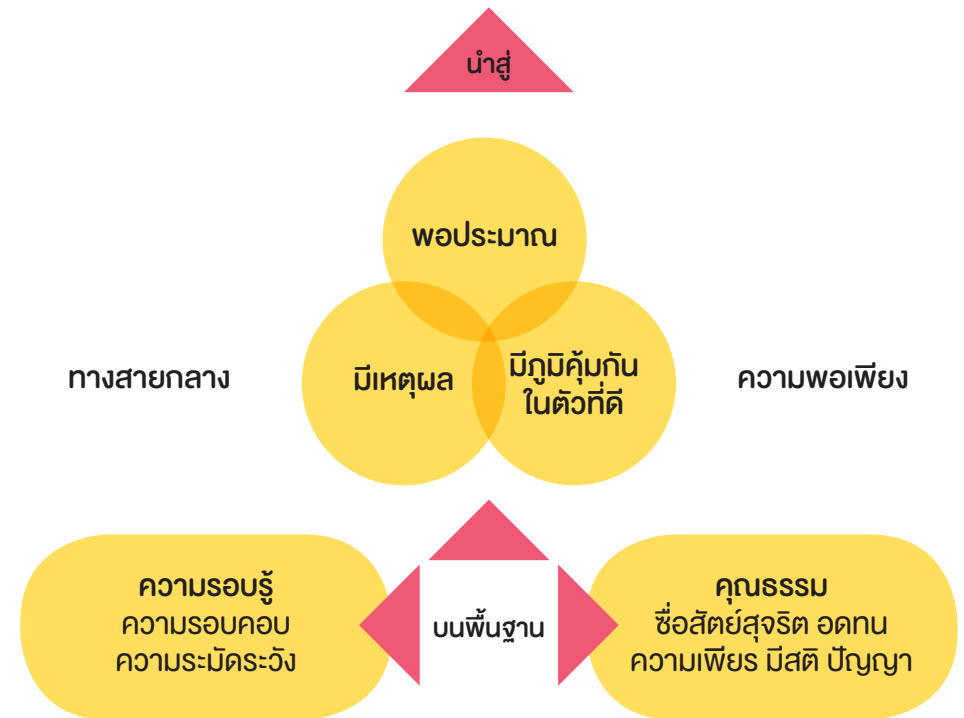 นำสู่
พอประมาณ
ทางสายกลาง
มีเหตุผล
มีภูมิคุ้มกัน
ในตัวที่ดี
ความพอเพียง
ความรอบรู้
ความรอบคอบ
ความระมัดระวัง
บนพื้นฐาน
คุณธรรม
ซื่อสัตย์สุจริต อดทน
ความเพียร มีสติ ปัญญา